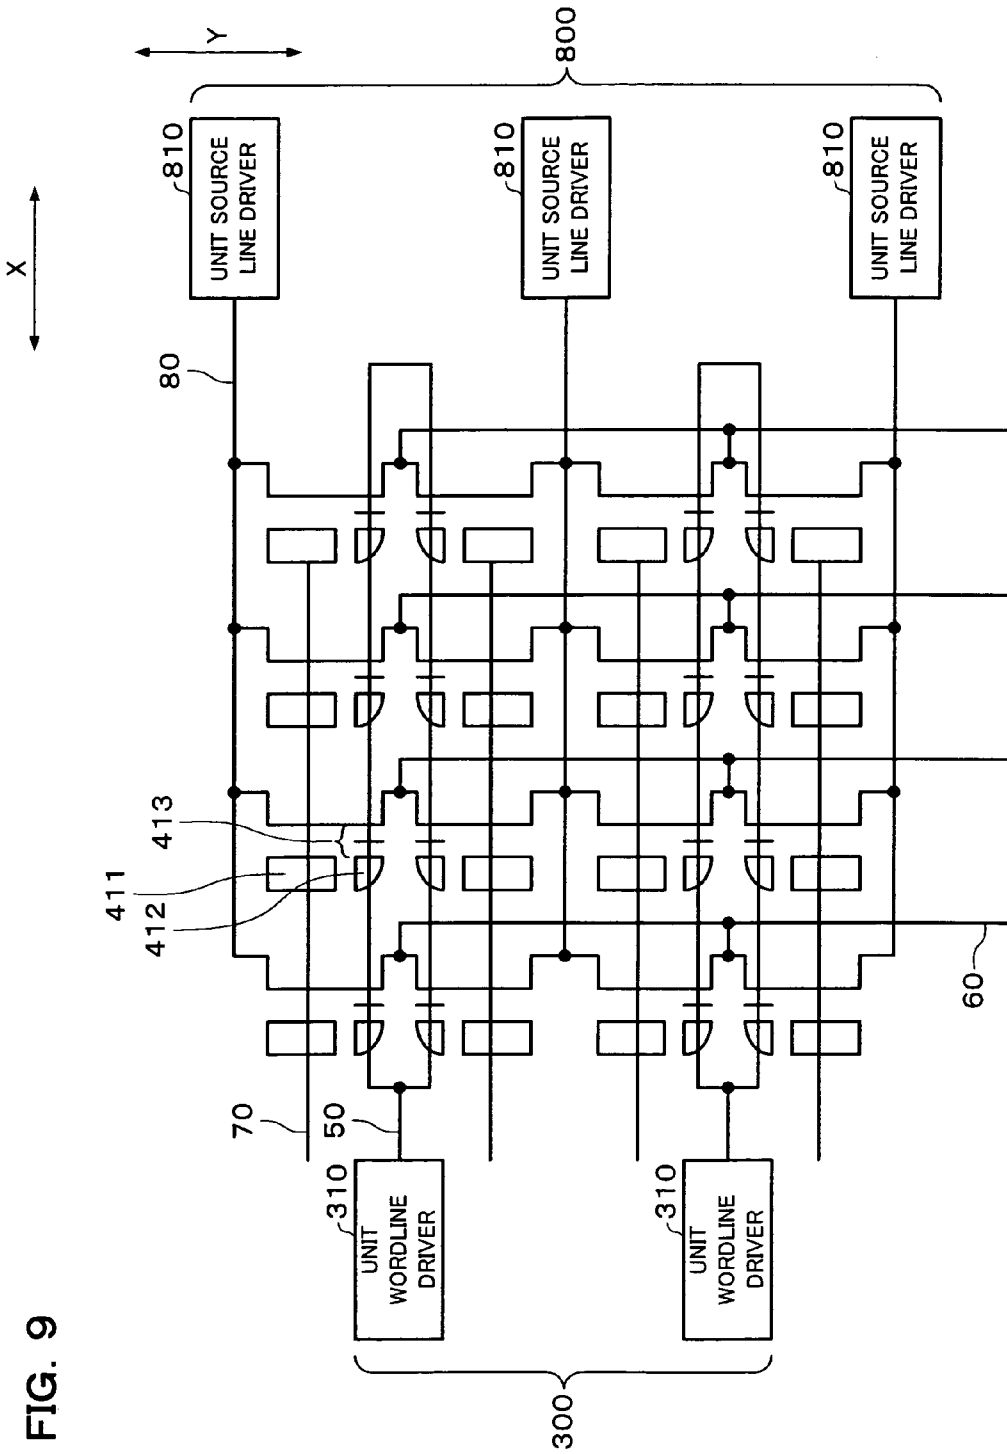 FIG. 9
X
Y
800
810
UNIT SOURCE
LINE DRIVER
810
UNIT SOURCE
LINE DRIVER
810
UNIT SOURCE
LINE DRIVER
80
413
411
412
60
70
50
310
UNIT
WORDLINE
DRIVER
310
UNIT
WORDLINE
DRIVER
300